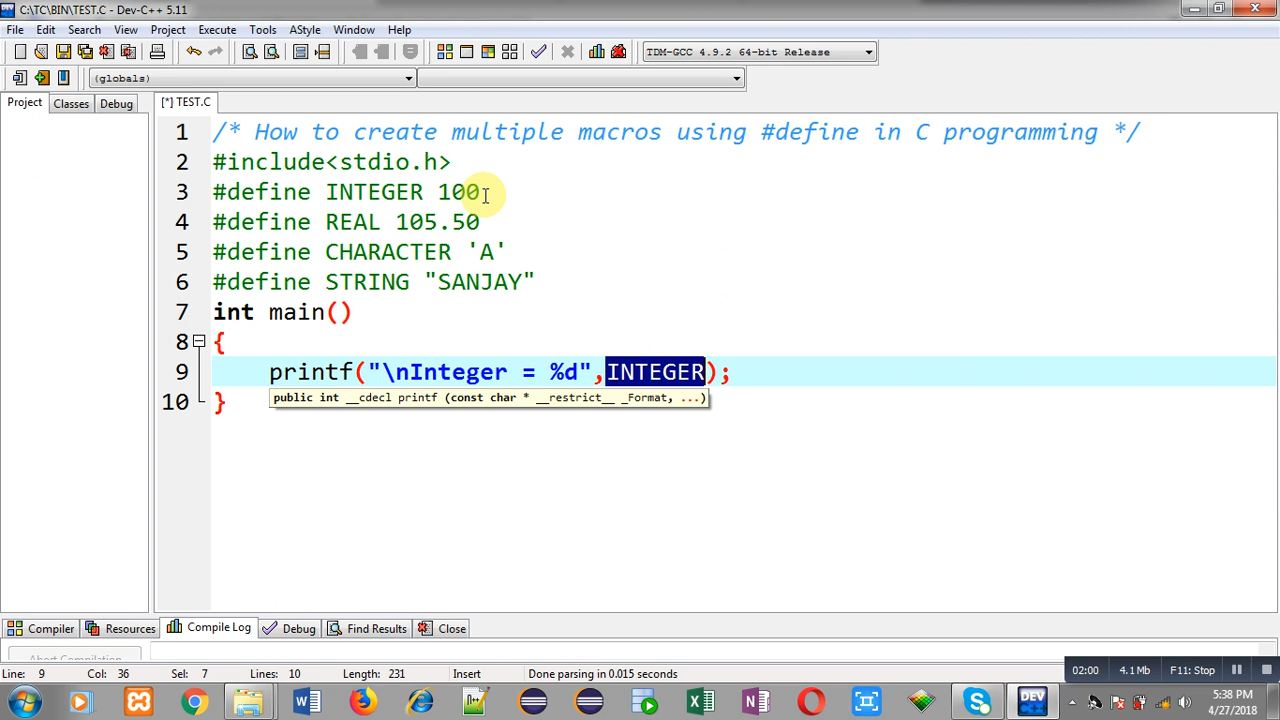 C:\TC\BIN\TEST.C - Dev-C++ 5.11
File Edit Search View Project Execute Tools AStyle Window Help
TDM-GCC 4.9.2 64-bit Release
(globals)
Project Classes Debug [*] TEST.C
1 /* How to create multiple macros using #define in C programming */
2 #include<stdio.h>
3 #define INTEGER 100
4 #define REAL 105.50
5 #define CHARACTER 'A'
6 #define STRING "SANJAY"
7 int main()
8 {
9 printf("\nInteger = %d",INTEGER);
public int __cdecl printf (const char * __restrict__ _Format, ...)
10 }
Compiler Resources Compile Log Debug Find Results Close
Abort Compilation
Line: 9 Col: 36 Sel: 7 Lines: 10 Length: 231 Insert Done parsing in 0.015 seconds
02:00 4.1Mb F11: Stop
DEV
5:38 PM
4/27/2018